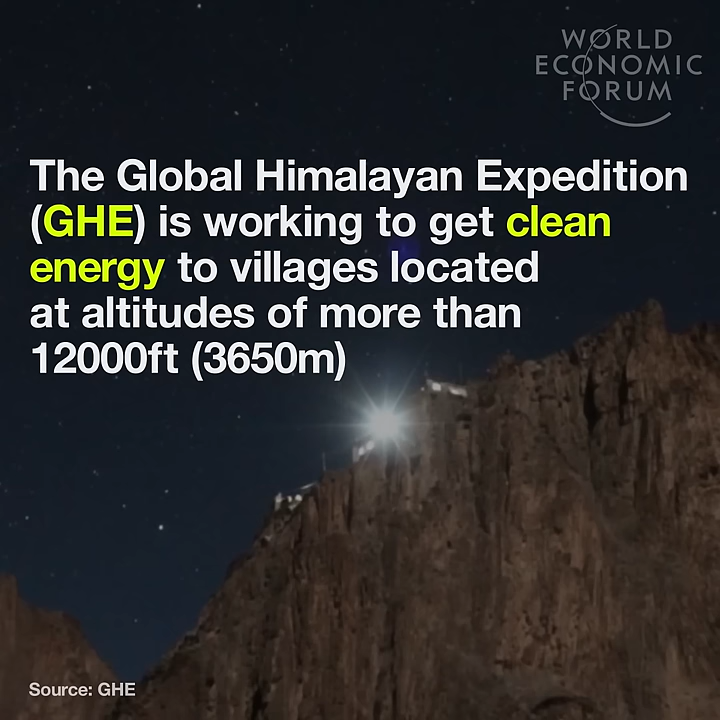 WORLD
ECONOMIC
FORUM
The Global Himalayan Expedition
(GHE) is working to get clean
energy to villages located
at altitudes of more than
12000ft (3650m)
Source: GHE